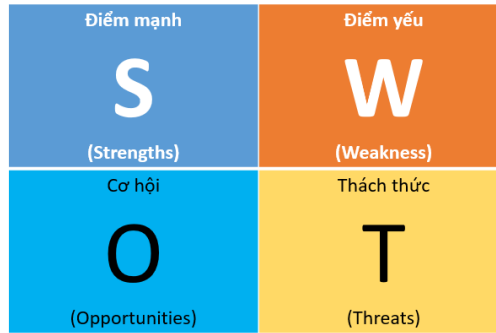 Điểm mạnh
S
(Strengths)
Điểm yếu
W
(Weakness)
Cơ hội
O
(Opportunities)
Thách thức
T
(Threats)